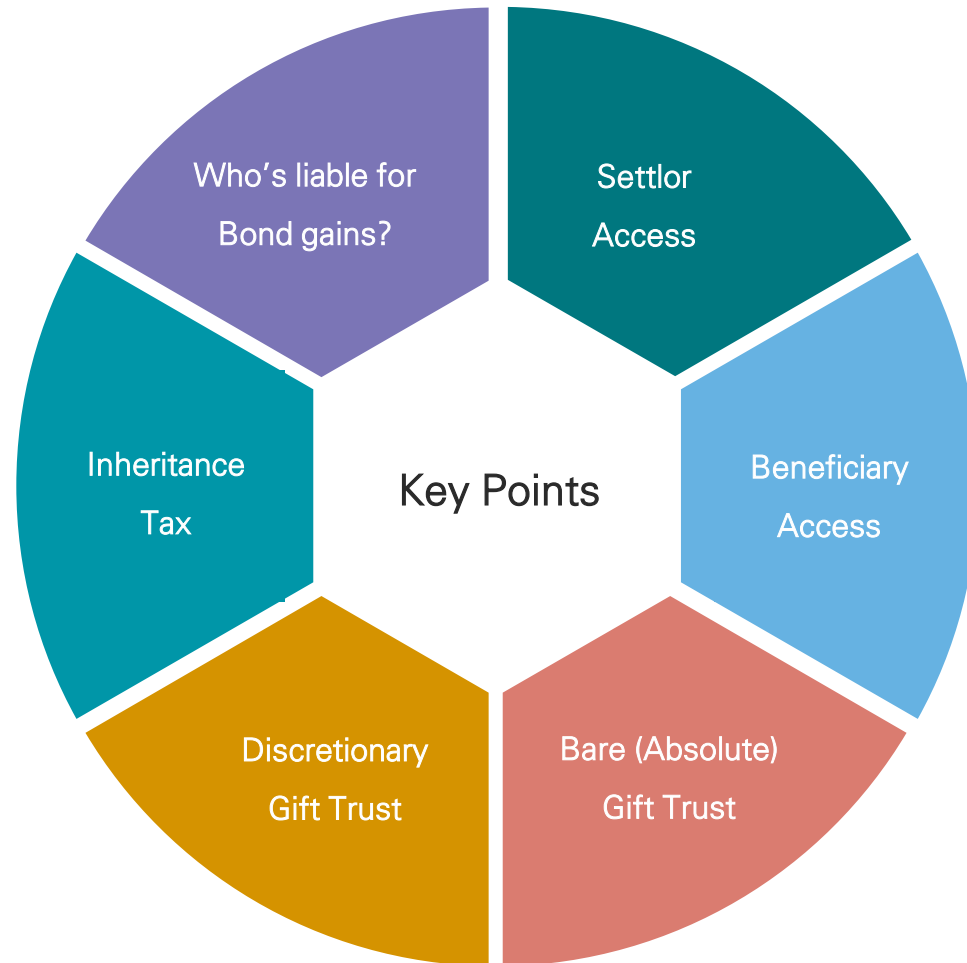 Who's liable for
Bond gains?
Settlor
Access
Inheritance
Tax
Key Points
Beneficiary
Access
Discretionary
Gift Trust
Bare (Absolute)
Gift Trust